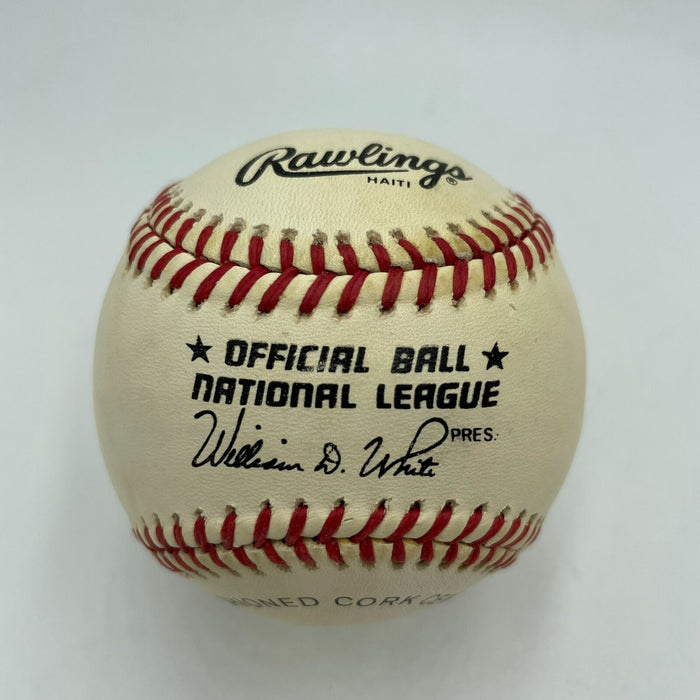 Rawlings®
HAITI
★ OFFICIAL BALL ★
NATIONAL LEAGUE
William D. White PRES.
CORK